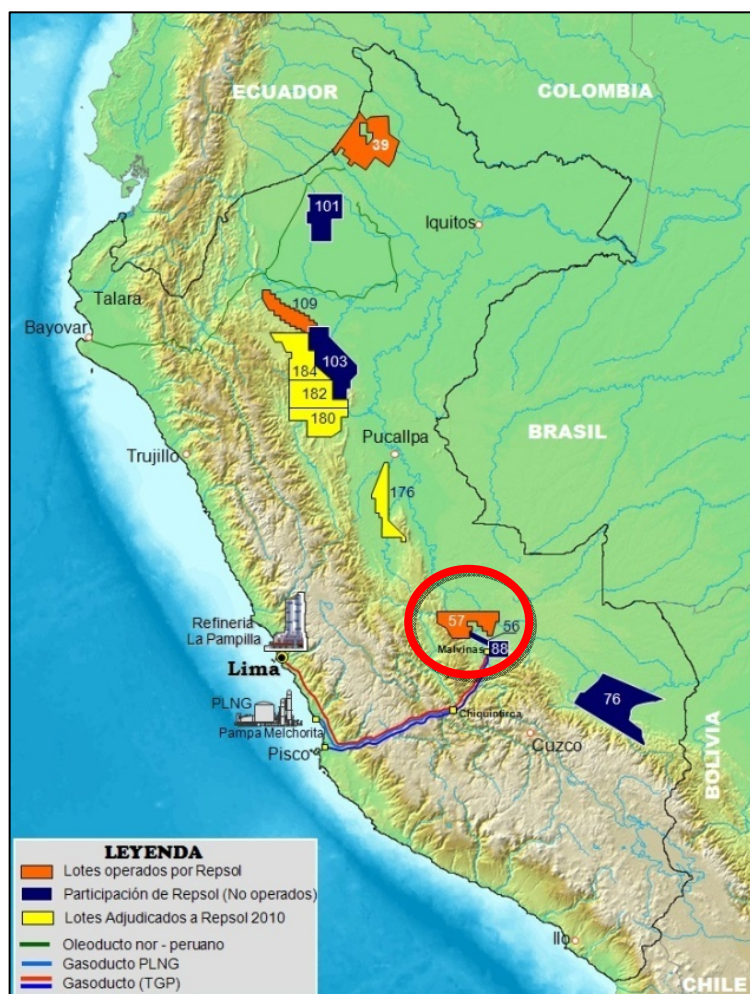 ECUADOR
COLOMBIA
39
101
Iquitos
Talara
109
Bayovar
103
184
182
BRASIL
180
Pucallpa
Trujillo
176
57
56
Refineria
La Pampilla
Malvinas
88
Lima
76
PLNG
Chiquintirca
Pampa Melchorita
Cuzco
Pisco
BOLIVIA
LEYENDA
Lotes operados por Repsol
Participación de Repsol (No operados)
Lotes Adjudicados a Repsol 2010
Oleoducto nor - peruano
Ilo
Gasoducto PLNG
Gasoducto (TGP)
CHILE